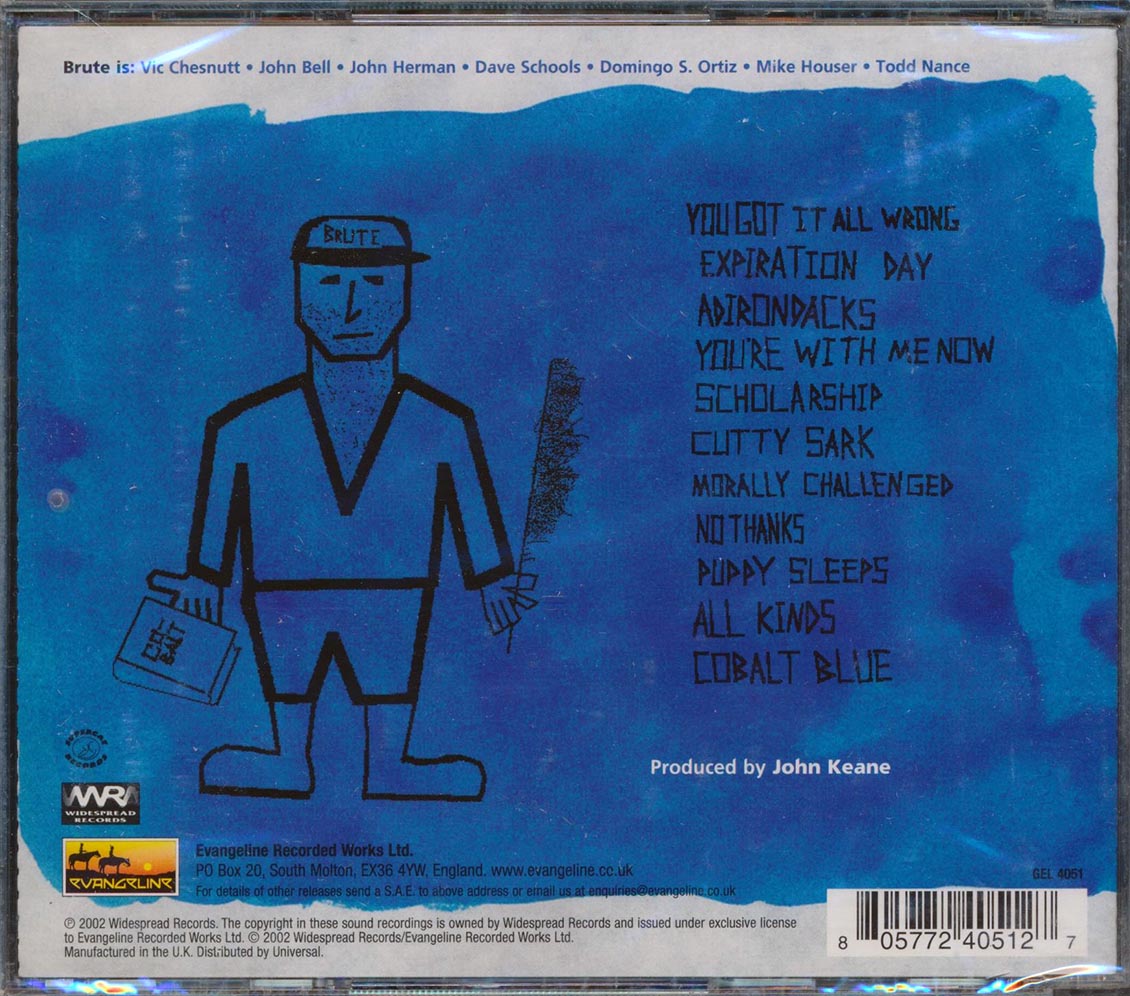 Brute is: Vic Chesnutt • John Bell • John Herman • Dave Schools • Domingo S. Ortiz • Mike Houser • Todd Nance
BRUTE
YOU GOT IT ALL WRONG
EXPIRATION DAY
ADIRONDACKS
YOU'RE WITH ME NOW
SCHOLARSHIP
CUTTY SARK
MORALLY CHALLENGED
NO THANKS
PUPPY SLEEPS
ALL KINDS
COBALT BLUE
CO-
BALT
Produced by John Keane
SUPERCAT
RECORDS
WR
WIDESPREAD
RECORDS
EVANGELINE
Evangeline Recorded Works Ltd.
PO Box 20, South Molton, EX36 4YW, England. www.evangeline.co.uk
For details of other releases send a S.A.E. to above address or email us at enquiries@evangeline.co.uk
GEL 4051
℗ 2002 Widespread Records. The copyright in these sound recordings is owned by Widespread Records and issued under exclusive license
to Evangeline Recorded Works Ltd. © 2002 Widespread Records/Evangeline Recorded Works Ltd.
Manufactured in the U.K. Distributed by Universal.
8 05772 40512 7